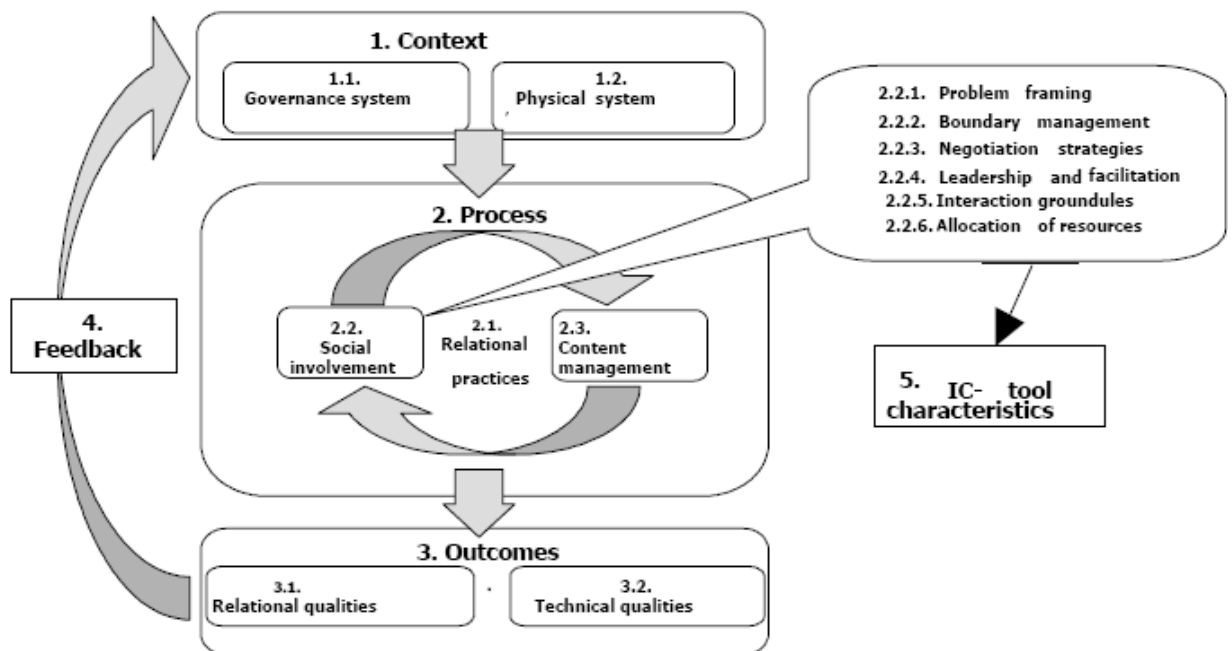 1. Context
1.1.
Governance system
1.2.
Physical system
,
2. Process
2.2.
Social
involvement
2.1.
Relational
practices
2.3.
Content
management
3. Outcomes
3.1.
Relational qualities
.
3.2.
Technical qualities
4.
Feedback
2.2.1. Problem framing
2.2.2. Boundary management
2.2.3. Negotiation strategies
2.2.4. Leadership and facilitation
2.2.5. Interaction groundules
2.2.6. Allocation of resources
5. IC- tool
characteristics